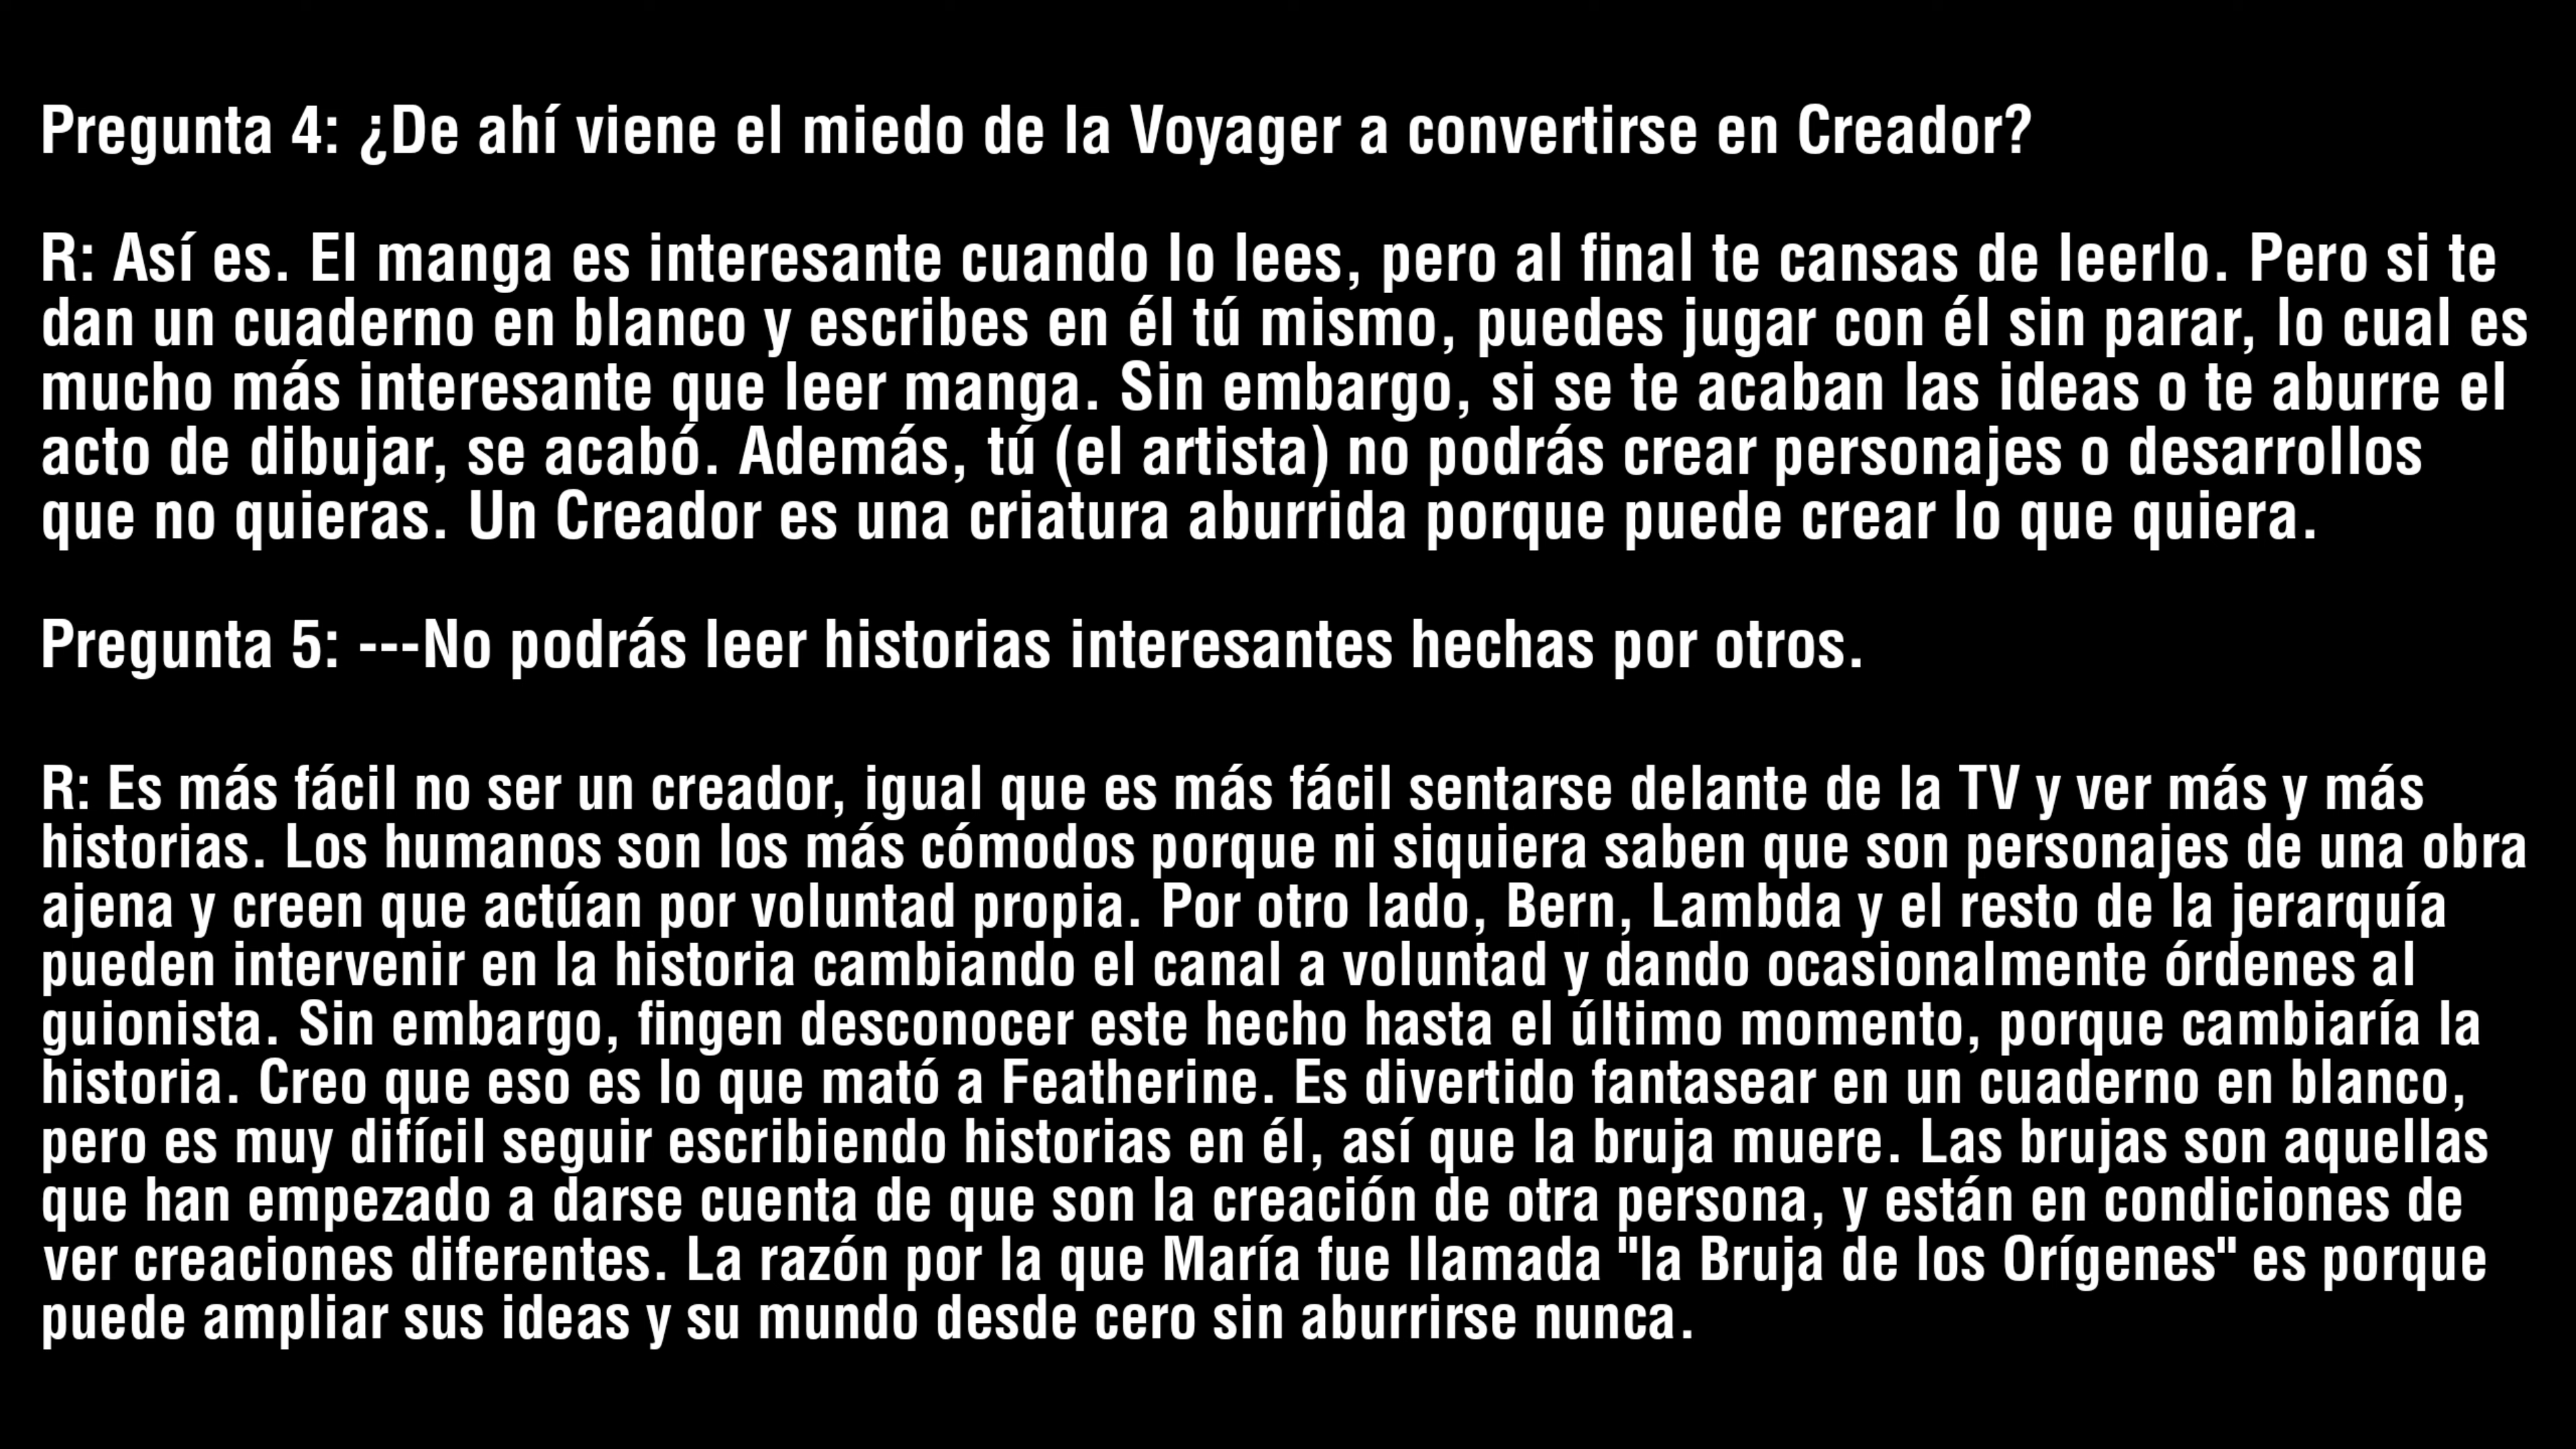 Pregunta 4: ¿De ahí viene el miedo de la Voyager a convertirse en Creador?
R: Así es. El manga es interesante cuando lo lees, pero al final te cansas de leerlo. Pero si te
dan un cuaderno en blanco y escribes en él tú mismo, puedes jugar con él sin parar, lo cual es
mucho más interesante que leer manga. Sin embargo, si se te acaban las ideas o te aburre el
acto de dibujar, se acabó. Además, tú (el artista) no podrás crear personajes o desarrollos
que no quieras. Un Creador es una criatura aburrida porque puede crear lo que quiera.
Pregunta 5: ---No podrás leer historias interesantes hechas por otros.
R: Es más fácil no ser un creador, igual que es más fácil sentarse delante de la TV y ver más y más
historias. Los humanos son los más cómodos porque ni siquiera saben que son personajes de una obra
ajena y creen que actúan por voluntad propia. Por otro lado, Bern, Lambda y el resto de la jerarquía
pueden intervenir en la historia cambiando el canal a voluntad y dando ocasionalmente órdenes al
guionista. Sin embargo, fingen desconocer este hecho hasta el último momento, porque cambiaría la
historia. Creo que eso es lo que mató a Featherine. Es divertido fantasear en un cuaderno en blanco,
pero es muy difícil seguir escribiendo historias en él, así que la bruja muere. Las brujas son aquellas
que han empezado a darse cuenta de que son la creación de otra persona, y están en condiciones de
ver creaciones diferentes. La razón por la que María fue llamada "la Bruja de los Orígenes" es porque
puede ampliar sus ideas y su mundo desde cero sin aburrirse nunca.